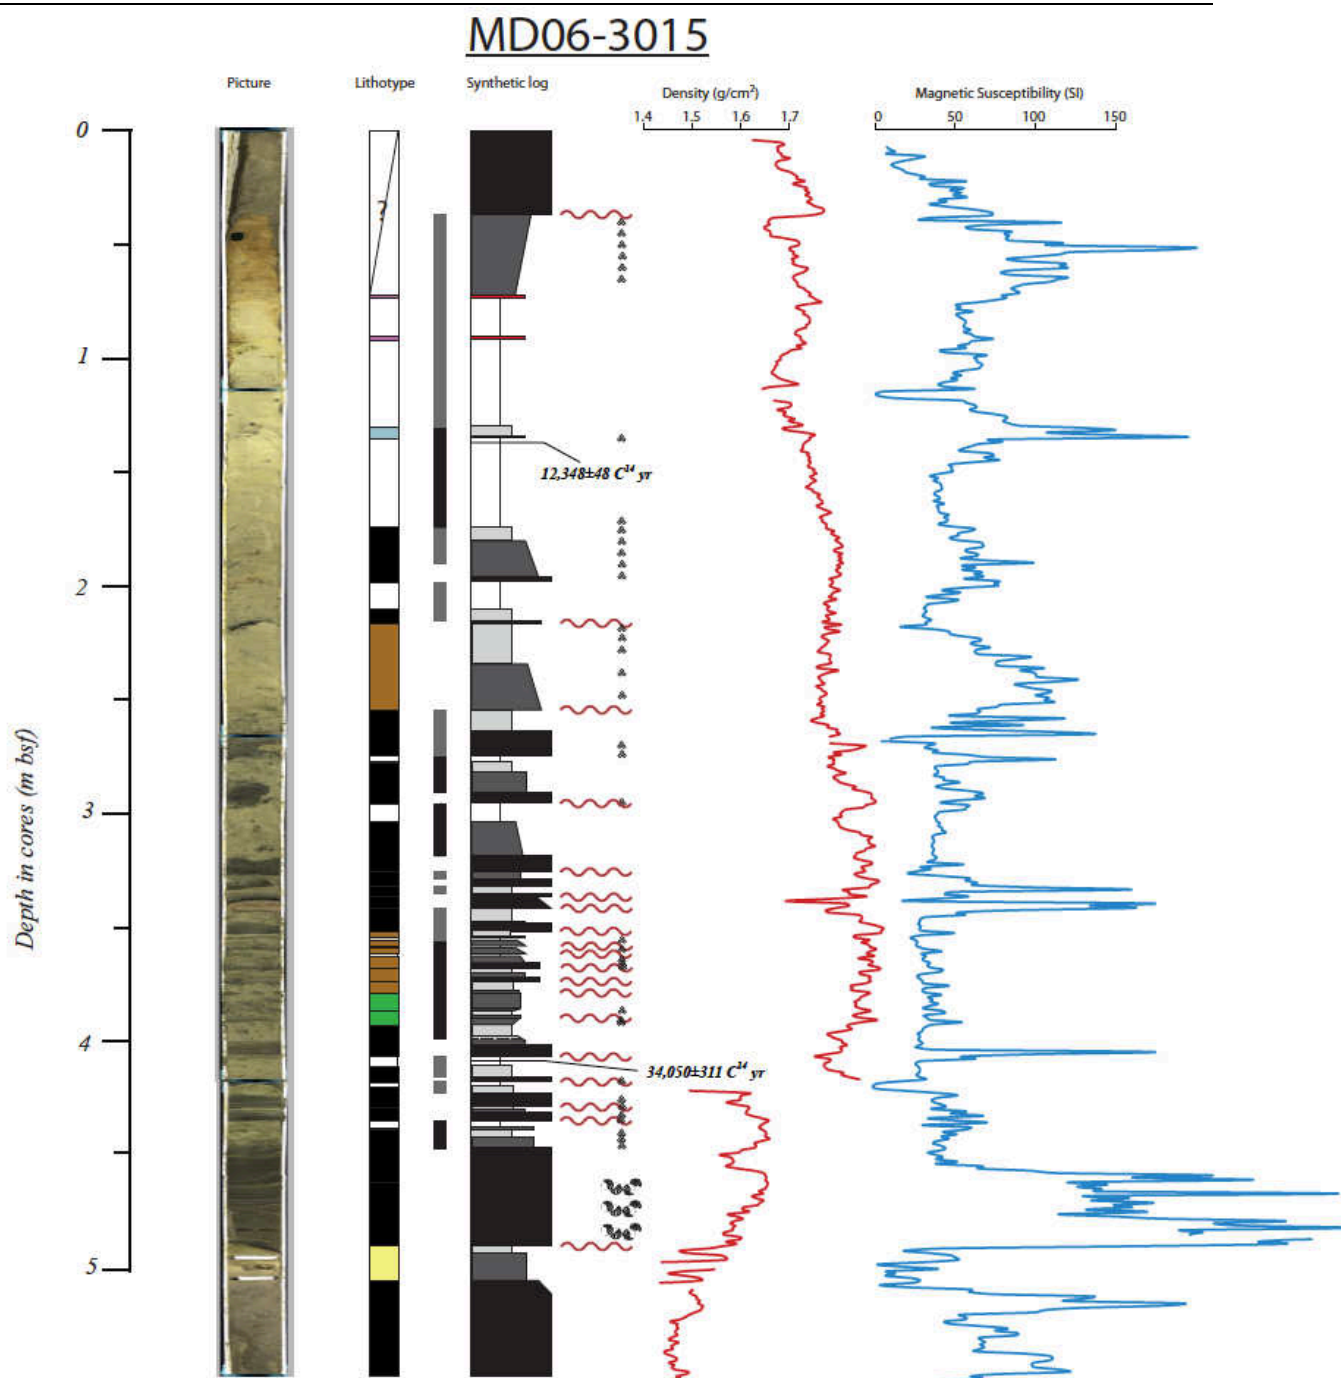 MD06-3015
Picture
Lithotype
Synthetic log
Density (g/cm²)
Magnetic Susceptibility (SI)
1.4 1.5 1.6 1.7
0 50 100 150
0
?
1
12,348±48 C¹⁴ yr
2
Depth in cores (m bsf)
3
4
34,050±311 C¹⁴ yr
5